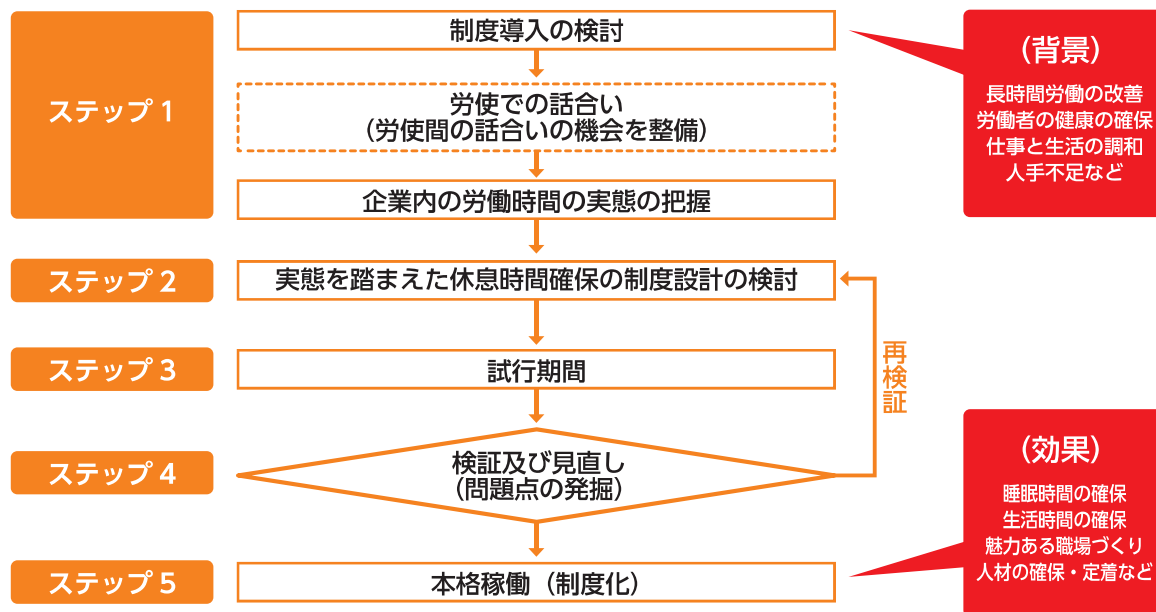 ステップ 1
制度導入の検討
労使での話合い
（労使間の話合いの機会を整備）
企業内の労働時間の実態の把握
（背景）
長時間労働の改善
労働者の健康の確保
仕事と生活の調和
人手不足など
ステップ 2
実態を踏まえた休息時間確保の制度設計の検討
ステップ 3
試行期間
再検証
ステップ 4
検証及び見直し
（問題点の発掘）
ステップ 5
本格稼働（制度化）
（効果）
睡眠時間の確保
生活時間の確保
魅力ある職場づくり
人材の確保・定着など